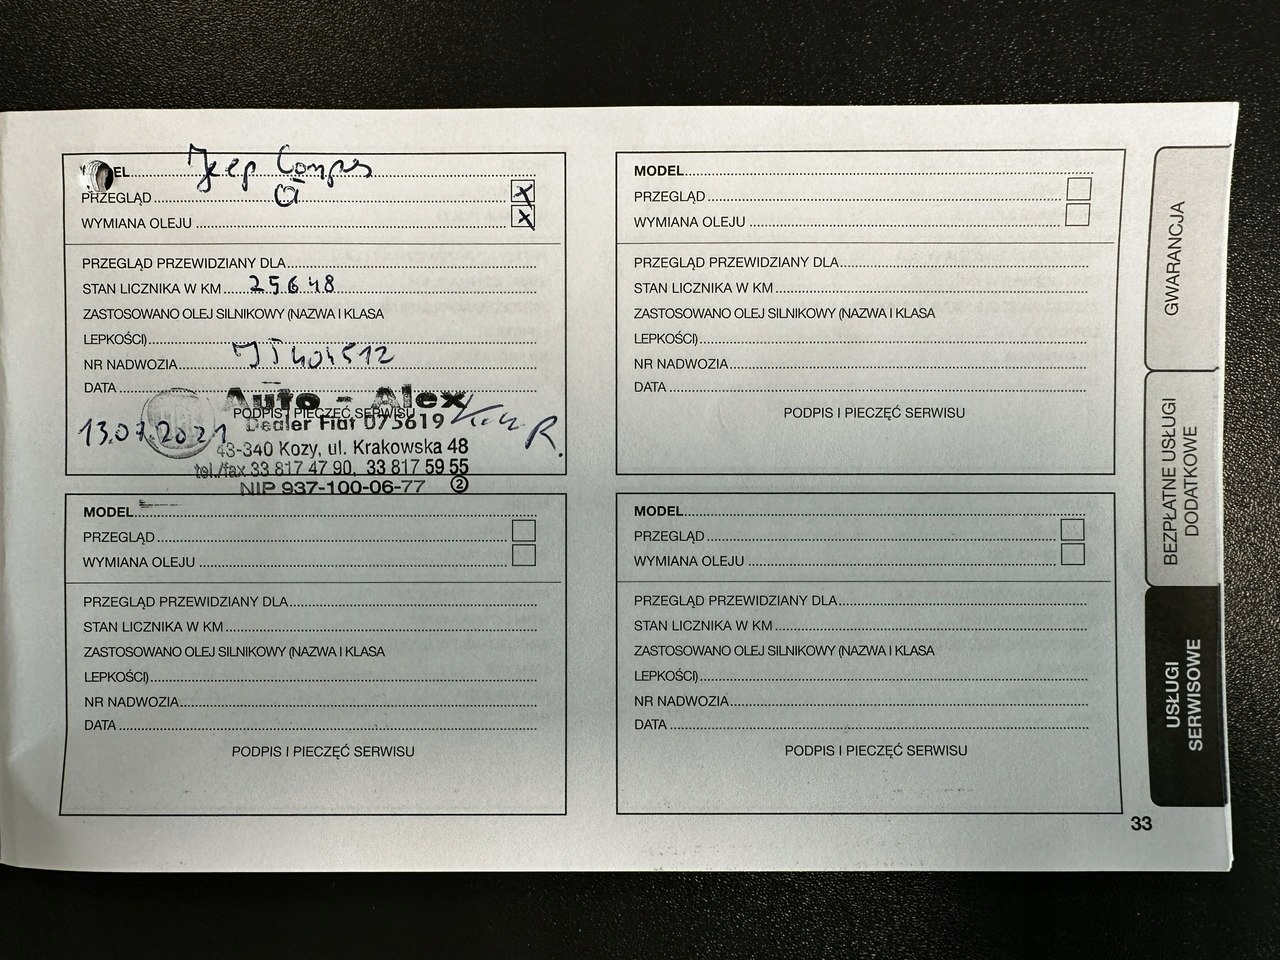 MODEL Jeep Compas
PRZEGLĄD X
WYMIANA OLEJU X
PRZEGLĄD PRZEWIDZIANY DLA
STAN LICZNIKA W KM 25648
ZASTOSOWANO OLEJ SILNIKOWY (NAZWA I KLASA
LEPKOŚCI)
NR NADWOZIA
DATA
Auto - Alex
PODPIS I PIECZĘĆ SERWISU
Dealer Fiat 075619
13.07.2021
43-340 Kozy, ul. Krakowska 48
tel./fax 33 817 47 90, 33 817 59 55
NIP 937-100-06-77 2
MODEL
PRZEGLĄD
WYMIANA OLEJU
PRZEGLĄD PRZEWIDZIANY DLA
STAN LICZNIKA W KM
ZASTOSOWANO OLEJ SILNIKOWY (NAZWA I KLASA
LEPKOŚCI)
NR NADWOZIA
DATA
PODPIS I PIECZĘĆ SERWISU
MODEL
PRZEGLĄD
WYMIANA OLEJU
PRZEGLĄD PRZEWIDZIANY DLA
STAN LICZNIKA W KM
ZASTOSOWANO OLEJ SILNIKOWY (NAZWA I KLASA
LEPKOŚCI)
NR NADWOZIA
DATA
PODPIS I PIECZĘĆ SERWISU
MODEL
PRZEGLĄD
WYMIANA OLEJU
PRZEGLĄD PRZEWIDZIANY DLA
STAN LICZNIKA W KM
ZASTOSOWANO OLEJ SILNIKOWY (NAZWA I KLASA
LEPKOŚCI)
NR NADWOZIA
DATA
PODPIS I PIECZĘĆ SERWISU
GWARANCJA
BEZPŁATNE USŁUGI
DODATKOWE
USŁUGI
SERWISOWE
33